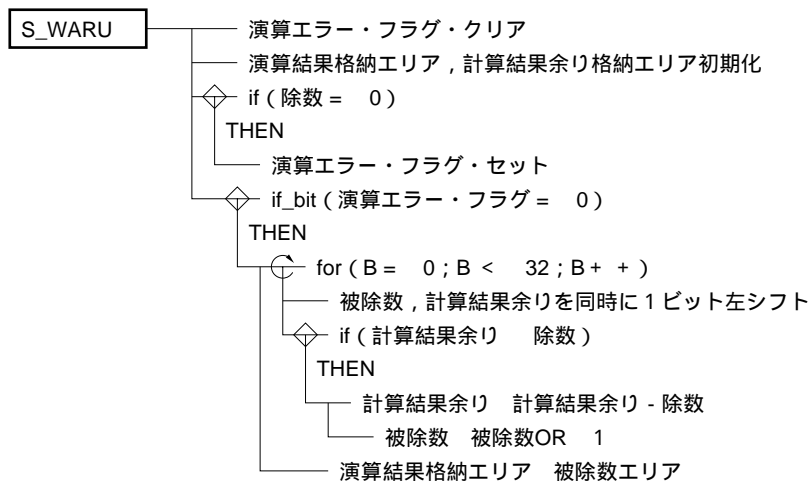 S_WARU
演算エラー・フラグ・クリア
演算結果格納エリア，計算結果余り格納エリア初期化
if（除数=　0）
THEN
演算エラー・フラグ・セット
if_bit（演算エラー・フラグ=　0）
THEN
for（B=　0；B<　32；B+ +）
被除数，計算結果余りを同時に1ビット左シフト
if（計算結果余り　除数）
THEN
計算結果余り　計算結果余り-除数
被除数　被除数OR　1
演算結果格納エリア　被除数エリア